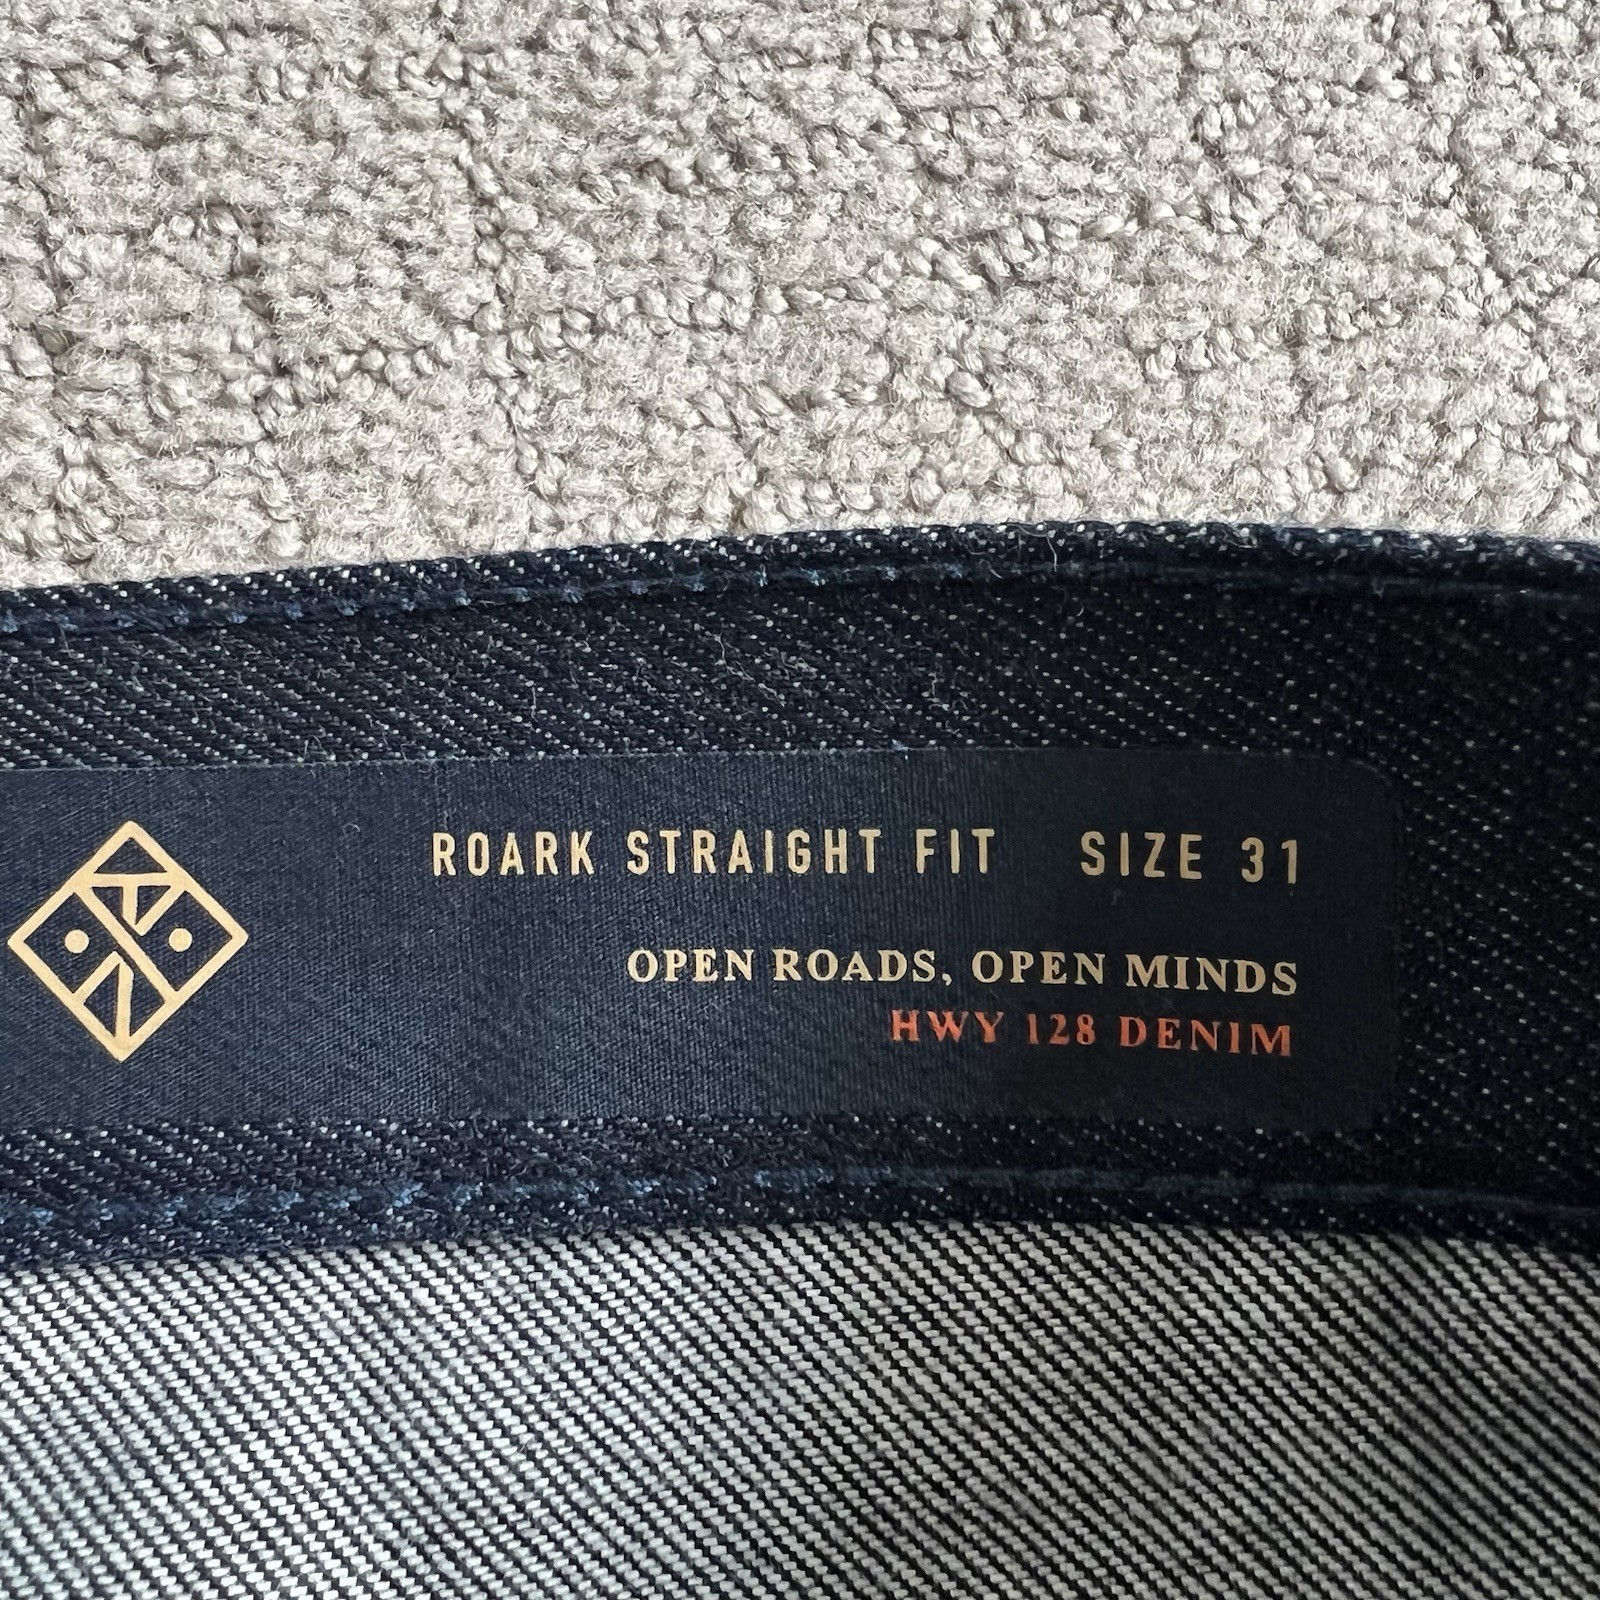 ROARK STRAIGHT FIT SIZE 31
OPEN ROADS, OPEN MINDS
HWY 128 DENIM